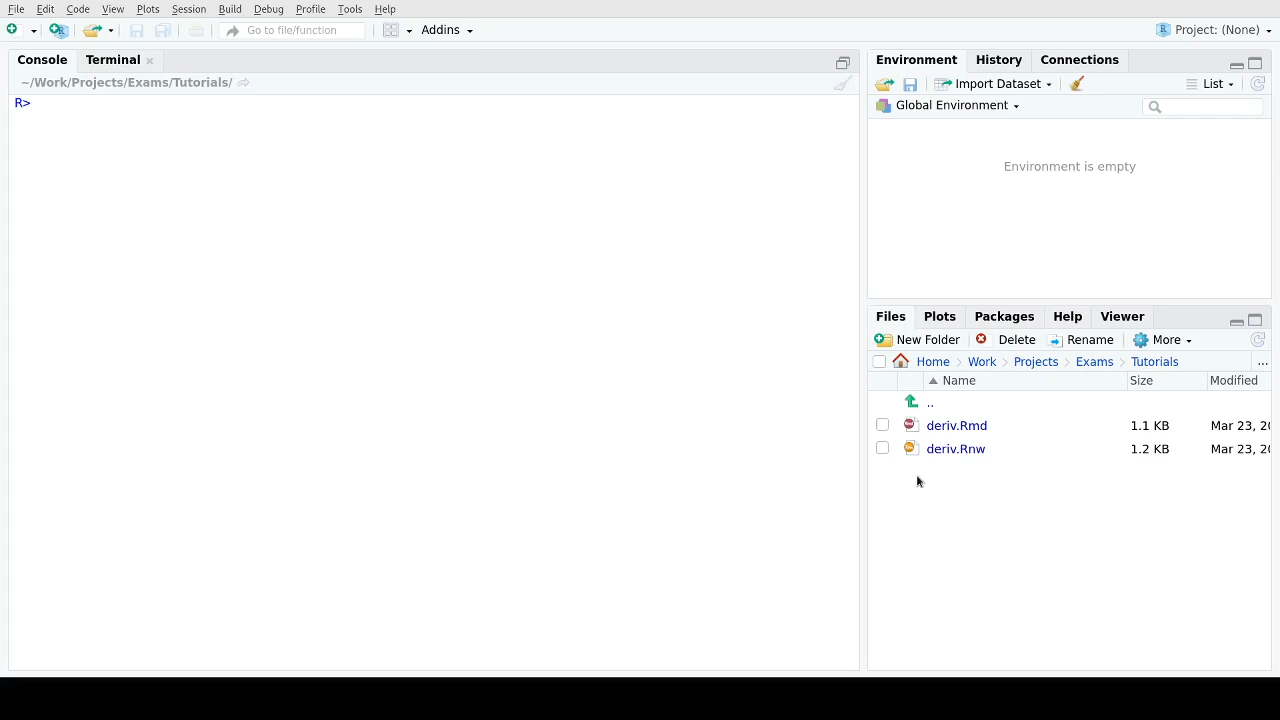 File Edit Code View Plots Session Build Debug Profile Tools Help
Go to file/function Addins Project: (None)
Console Terminal
~/Work/Projects/Exams/Tutorials/
R>
Environment History Connections
Import Dataset List
Global Environment
Environment is empty
Files Plots Packages Help Viewer
New Folder Delete Rename More
Home Work Projects Exams Tutorials ...
Name Size Modified
..
deriv.Rmd 1.1 KB Mar 23, 20
deriv.Rnw 1.2 KB Mar 23, 20